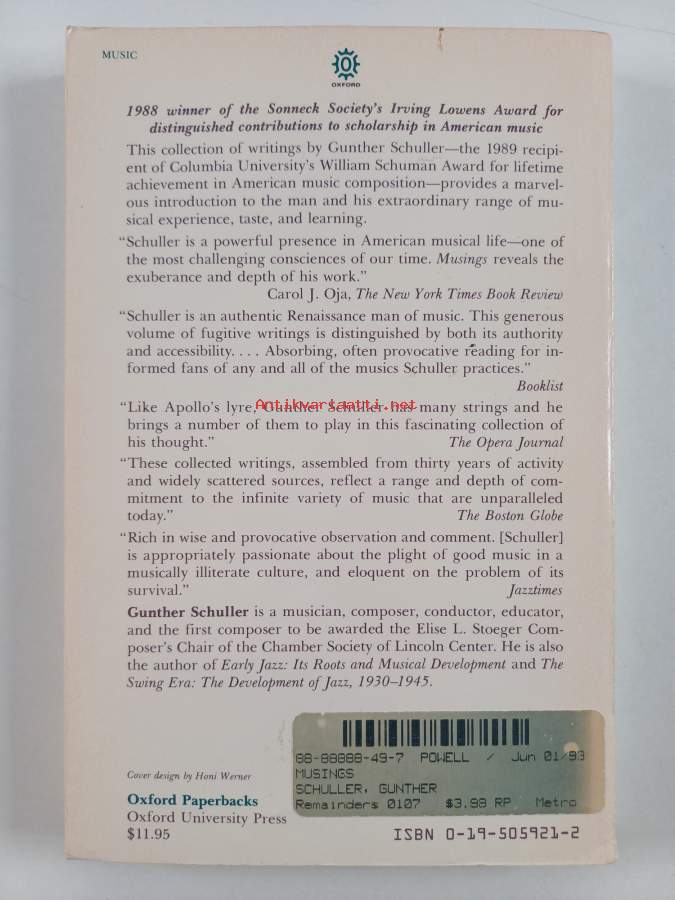 MUSIC
OXFORD
1988 winner of the Sonneck Society's Irving Lowens Award for
distinguished contributions to scholarship in American music
This collection of writings by Gunther Schuller—the 1989 recipi-
ent of Columbia University's William Schuman Award for lifetime
achievement in American music composition—provides a marvel-
ous introduction to the man and his extraordinary range of mu-
sical experience, taste, and learning.
"Schuller is a powerful presence in American musical life—one of
the most challenging consciences of our time. Musings reveals the
exuberance and depth of his work."
Carol J. Oja, The New York Times Book Review
"Schuller is an authentic Renaissance man of music. This generous
volume of fugitive writings is distinguished by both its authority
and accessibility. . . . Absorbing, often provocative reading for in-
formed fans of any and all of the musics Schuller practices."
Booklist
"Like Apollo's lyre, Gunther Schuller has many strings and he
Antikvariaatti.net
brings a number of them to play in this fascinating collection of
his thought." The Opera Journal
"These collected writings, assembled from thirty years of activity
and widely scattered sources, reflect a range and depth of com-
mitment to the infinite variety of music that are unparalleled
today." The Boston Globe
"Rich in wise and provocative observation and comment. [Schuller]
is appropriately passionate about the plight of good music in a
musically illiterate culture, and eloquent on the problem of its
survival." Jazztimes
Gunther Schuller is a musician, composer, conductor, educator,
and the first composer to be awarded the Elise L. Stoeger Com-
poser's Chair of the Chamber Society of Lincoln Center. He is also
the author of Early Jazz: Its Roots and Musical Development and The
Swing Era: The Development of Jazz, 1930–1945.
88-88888-49-7 POWELL / Jun 01/93
MUSINGS
SCHULLER, GUNTHER
Remainders 0107 $3.98 RP Metro
Cover design by Honi Werner
Oxford Paperbacks
Oxford University Press
$11.95
ISBN 0-19-505921-2